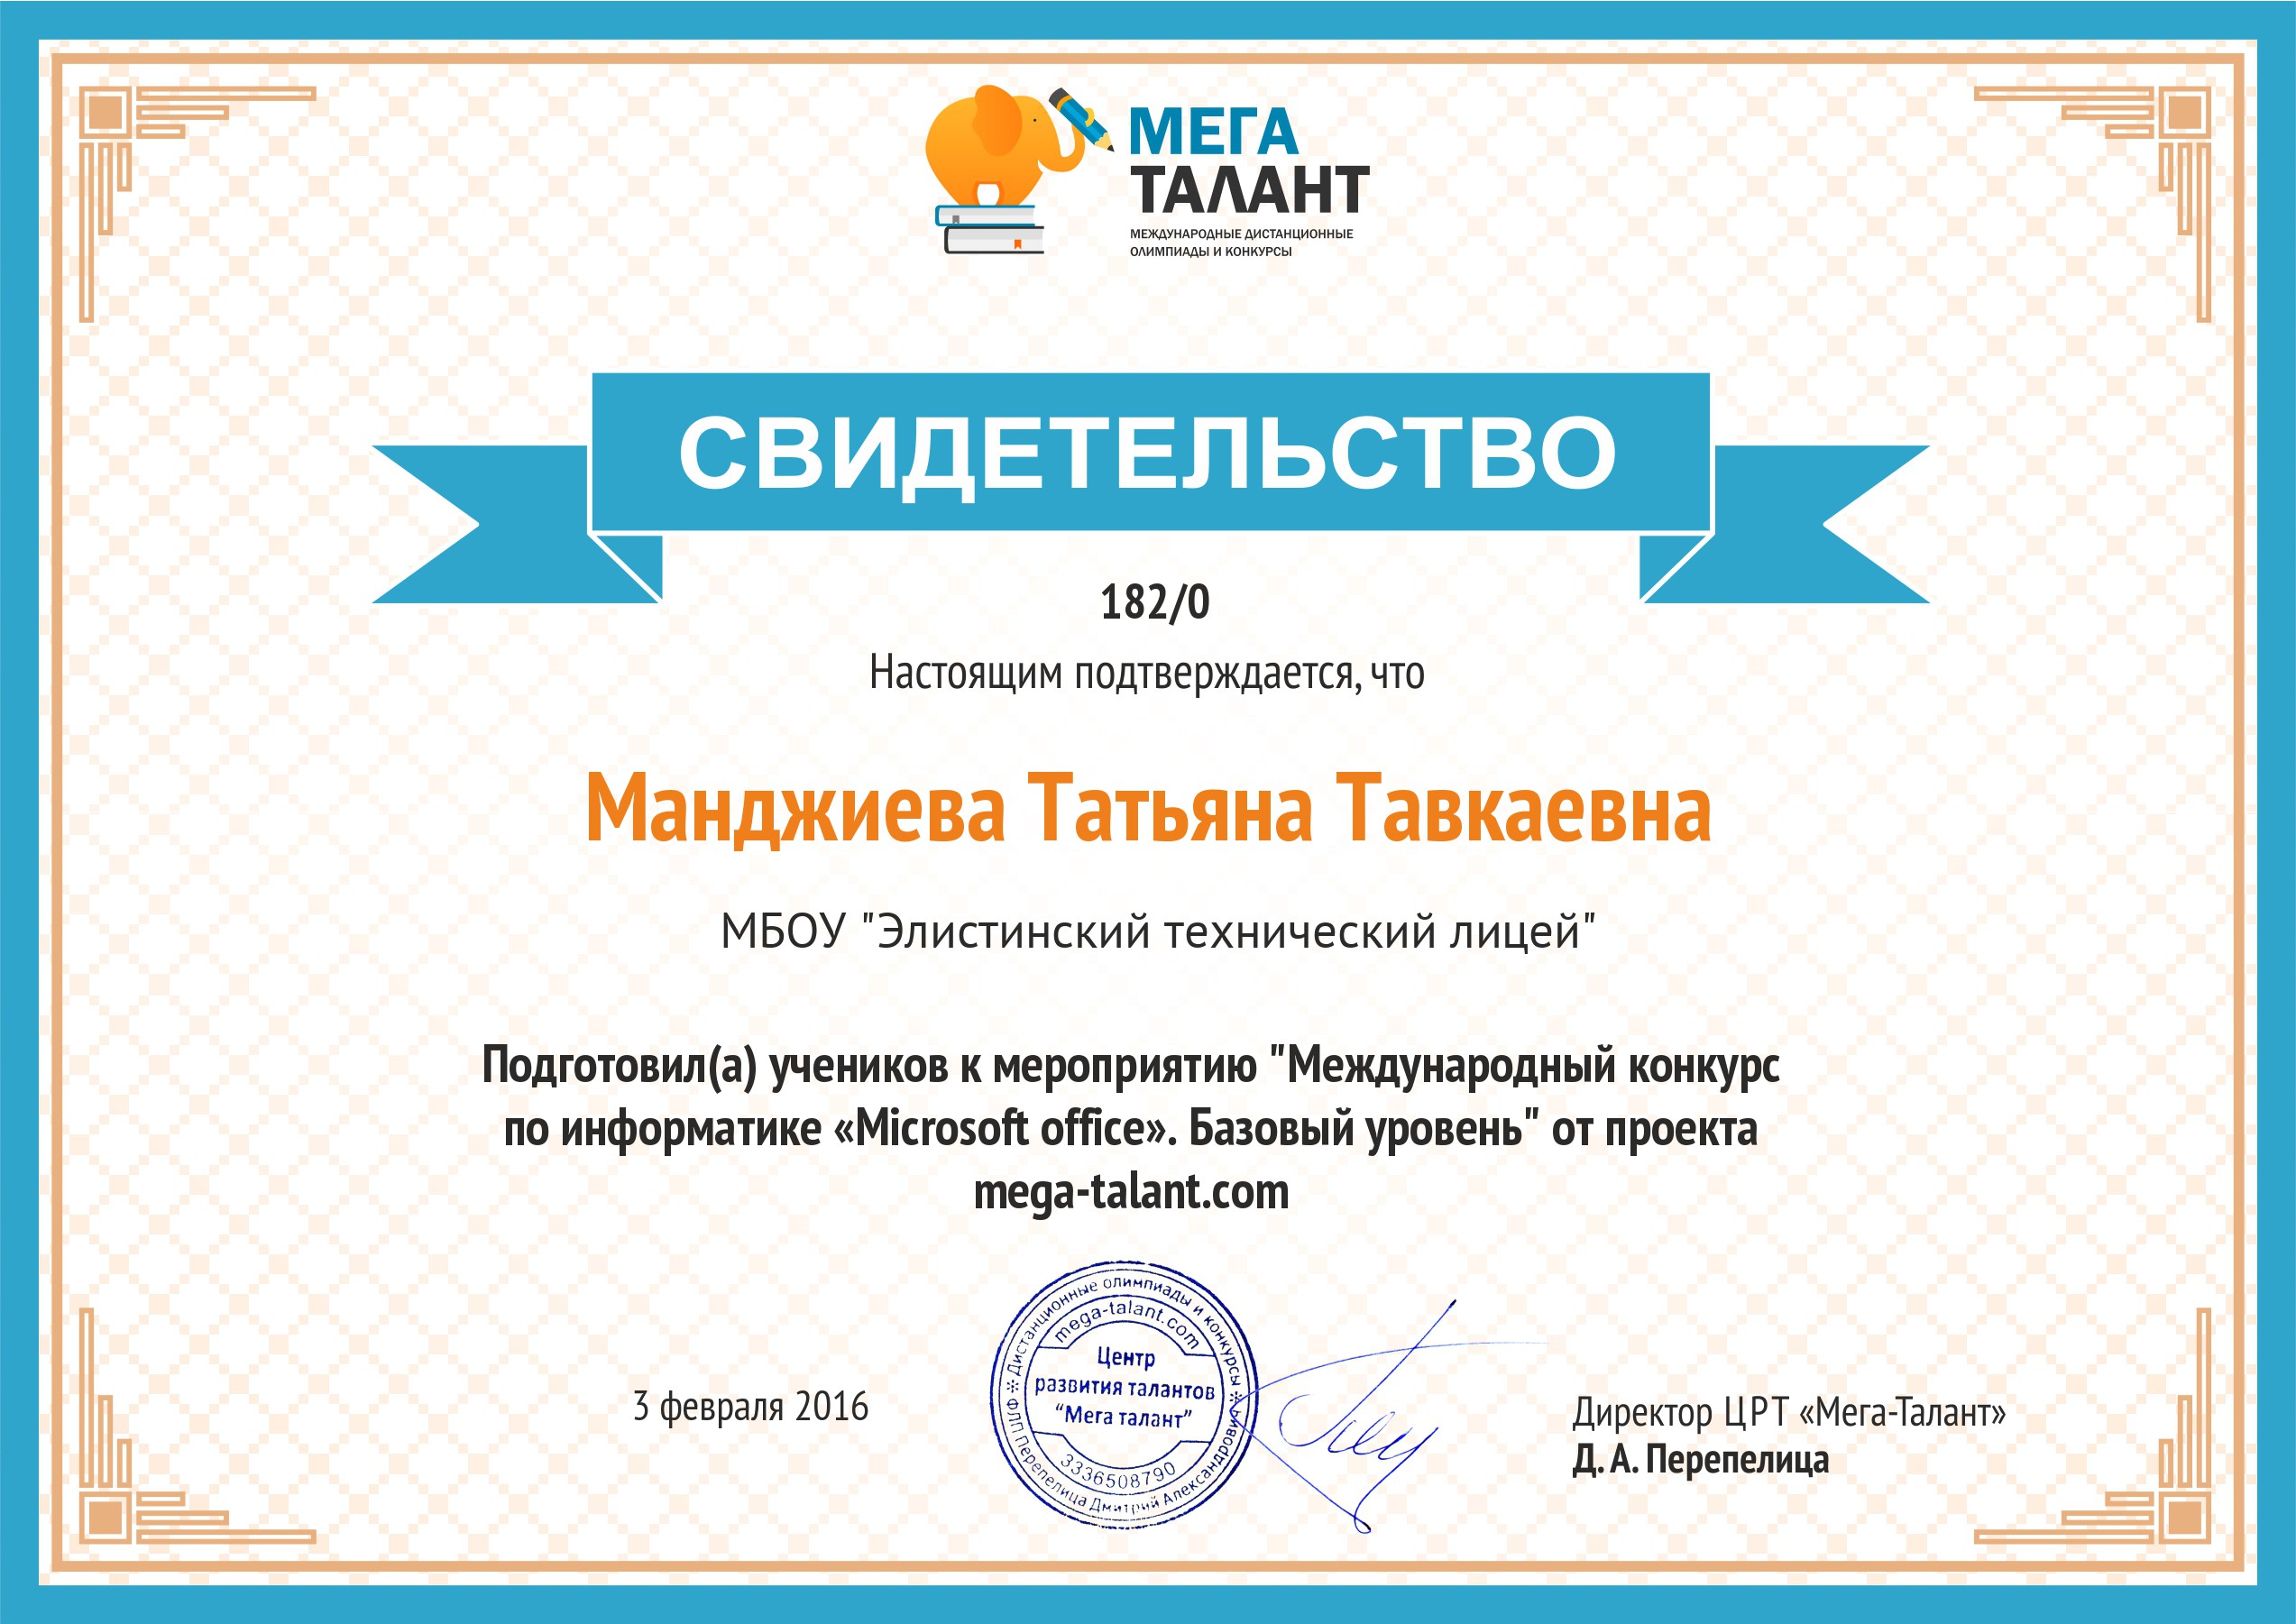 МЕГА
ТАЛАНТ
МЕЖДУНАРОДНЫЕ ДИСТАНЦИОННЫЕ
ОЛИМПИАДЫ И КОНКУРСЫ
СВИДЕТЕЛЬСТВО
182/0
Настоящим подтверждается, что
Манджиева Татьяна Тавкаевна
МБОУ "Элистинский технический лицей"
Подготовил(а) учеников к мероприятию "Международный конкурс
по информатике «Microsoft office». Базовый уровень" от проекта
mega-talant.com
3 февраля 2016
Дистанционные олимпиады и конкурсы
mega-talant.com
Центр
развития талантов
“Мега талант”
3336508790
ФЛПП Перепелица Дмитрий Александрович
Директор ЦРТ «Мега-Талант»
Д. А. Перепелица